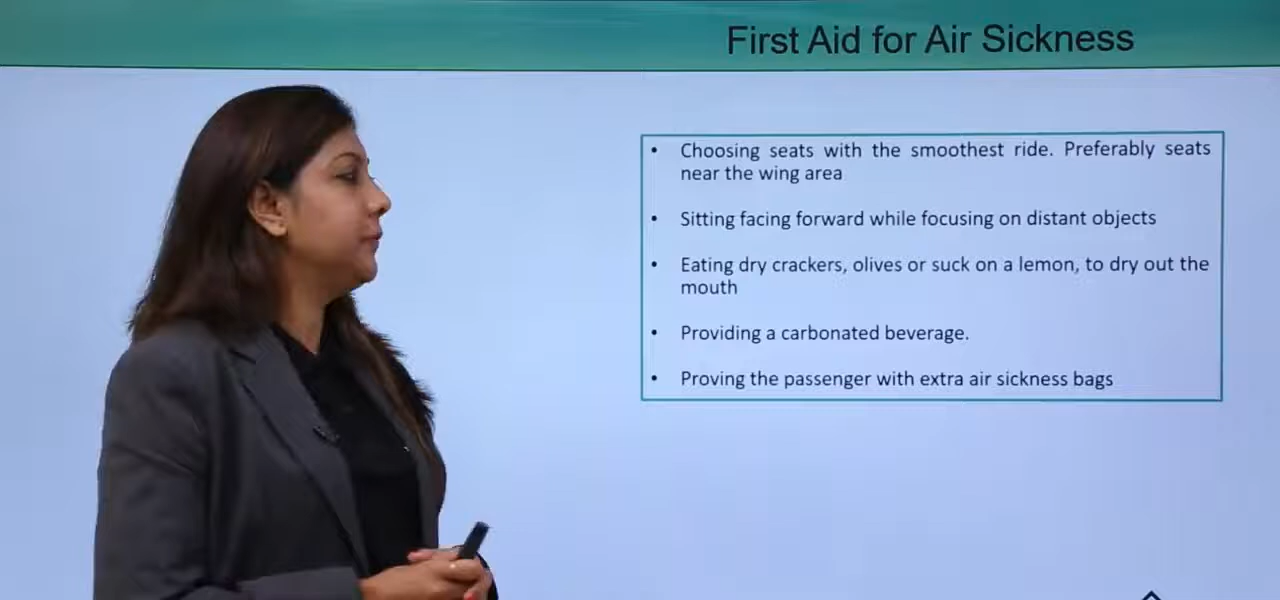 First Aid for Air Sickness
• Choosing seats with the smoothest ride. Preferably seats
near the wing area
• Sitting facing forward while focusing on distant objects
• Eating dry crackers, olives or suck on a lemon, to dry out the
mouth
• Providing a carbonated beverage.
• Proving the passenger with extra air sickness bags